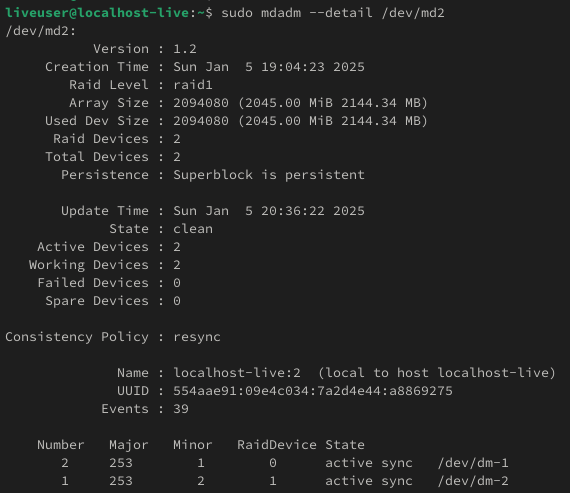 liveuser@localhost-live:~$ sudo mdadm --detail /dev/md2
/dev/md2:
Version : 1.2
Creation Time : Sun Jan  5 19:04:23 2025
Raid Level : raid1
Array Size : 2094080 (2045.00 MiB 2144.34 MB)
Used Dev Size : 2094080 (2045.00 MiB 2144.34 MB)
Raid Devices : 2
Total Devices : 2
Persistence : Superblock is persistent
Update Time : Sun Jan  5 20:36:22 2025
State : clean
Active Devices : 2
Working Devices : 2
Failed Devices : 0
Spare Devices : 0
Consistency Policy : resync
Name : localhost-live:2  (local to host localhost-live)
UUID : 554aae91:09e4c034:7a2d4e44:a8869275
Events : 39
Number   Major   Minor   RaidDevice State
2     253        1        0      active sync   /dev/dm-1
1     253        2        1      active sync   /dev/dm-2